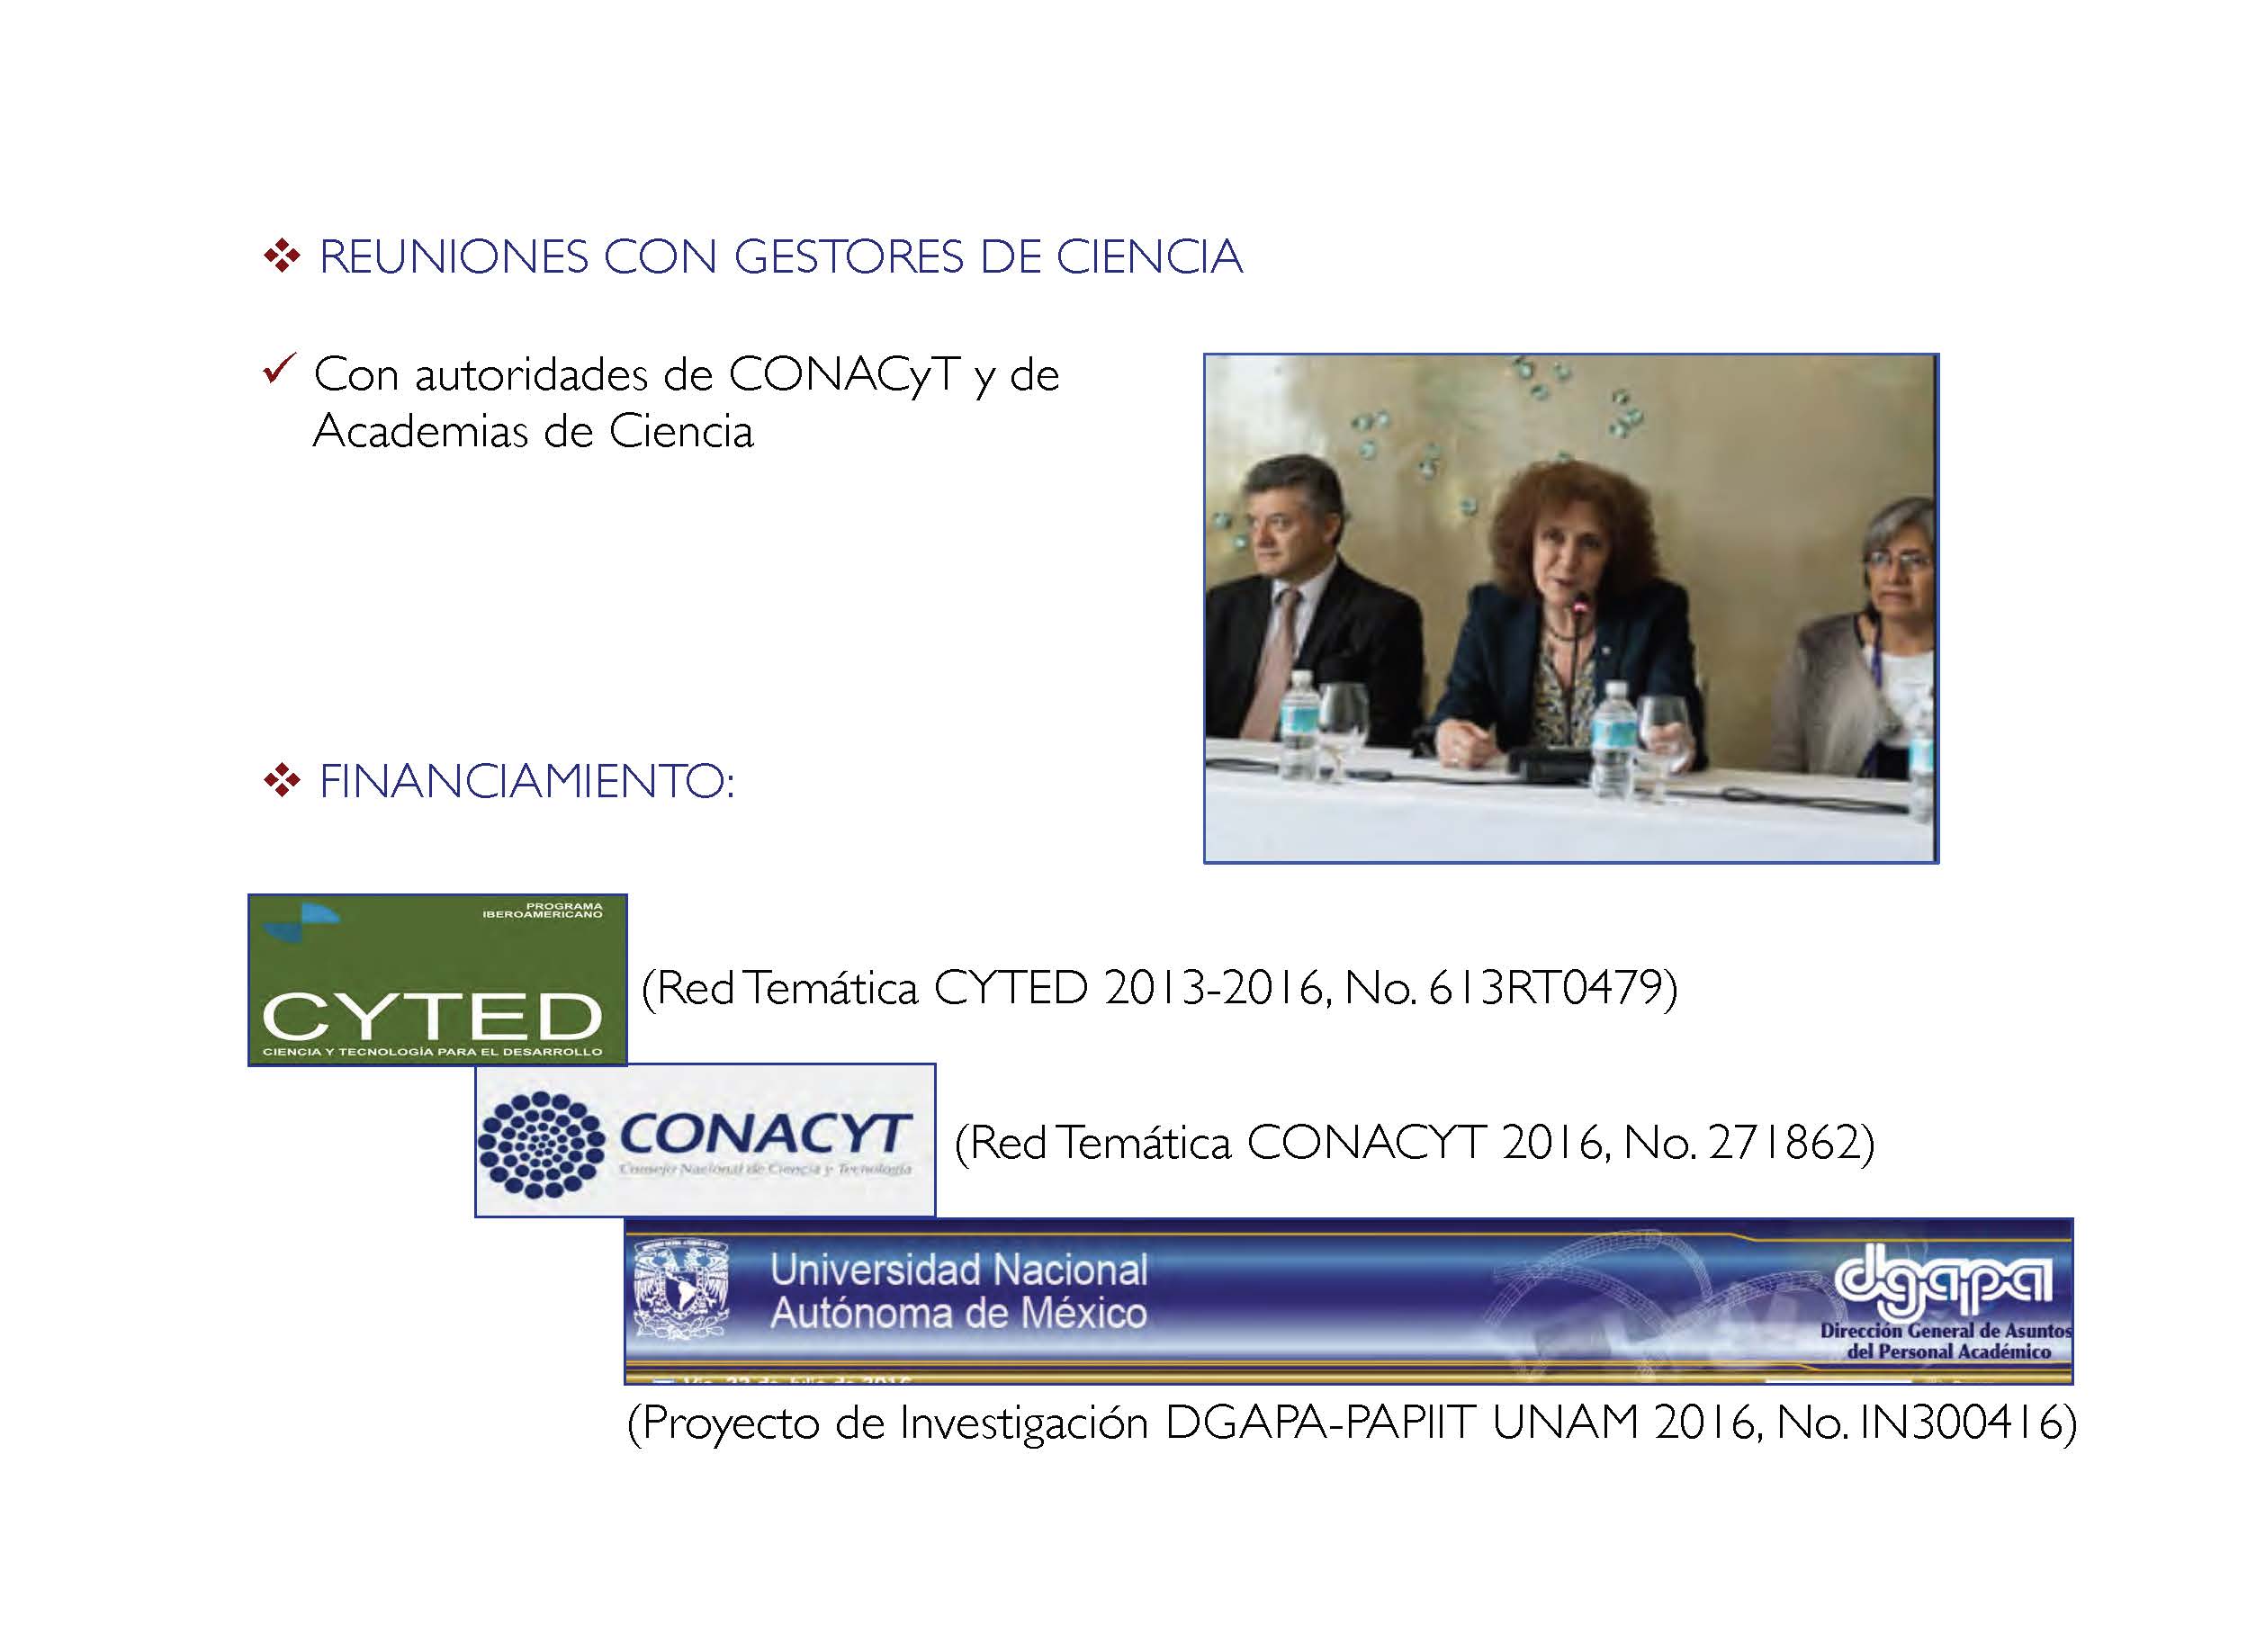 REUNIONES CON GESTORES DE CIENCIA
Con autoridades de CONACyT y de
Academias de Ciencia
FINANCIAMIENTO:
PROGRAMA
IBEROAMERICANO
CYTED
CIENCIA Y TECNOLOGÍA PARA EL DESARROLLO
(Red Temática CYTED 2013-2016, No. 613RT0479)
CONACYT
Consejo Nacional de Ciencia y Tecnología
(Red Temática CONACYT 2016, No. 271862)
Universidad Nacional
Autónoma de México
dgapa
Dirección General de Asuntos
del Personal Académico
(Proyecto de Investigación DGAPA-PAPIIT UNAM 2016, No. IN300416)